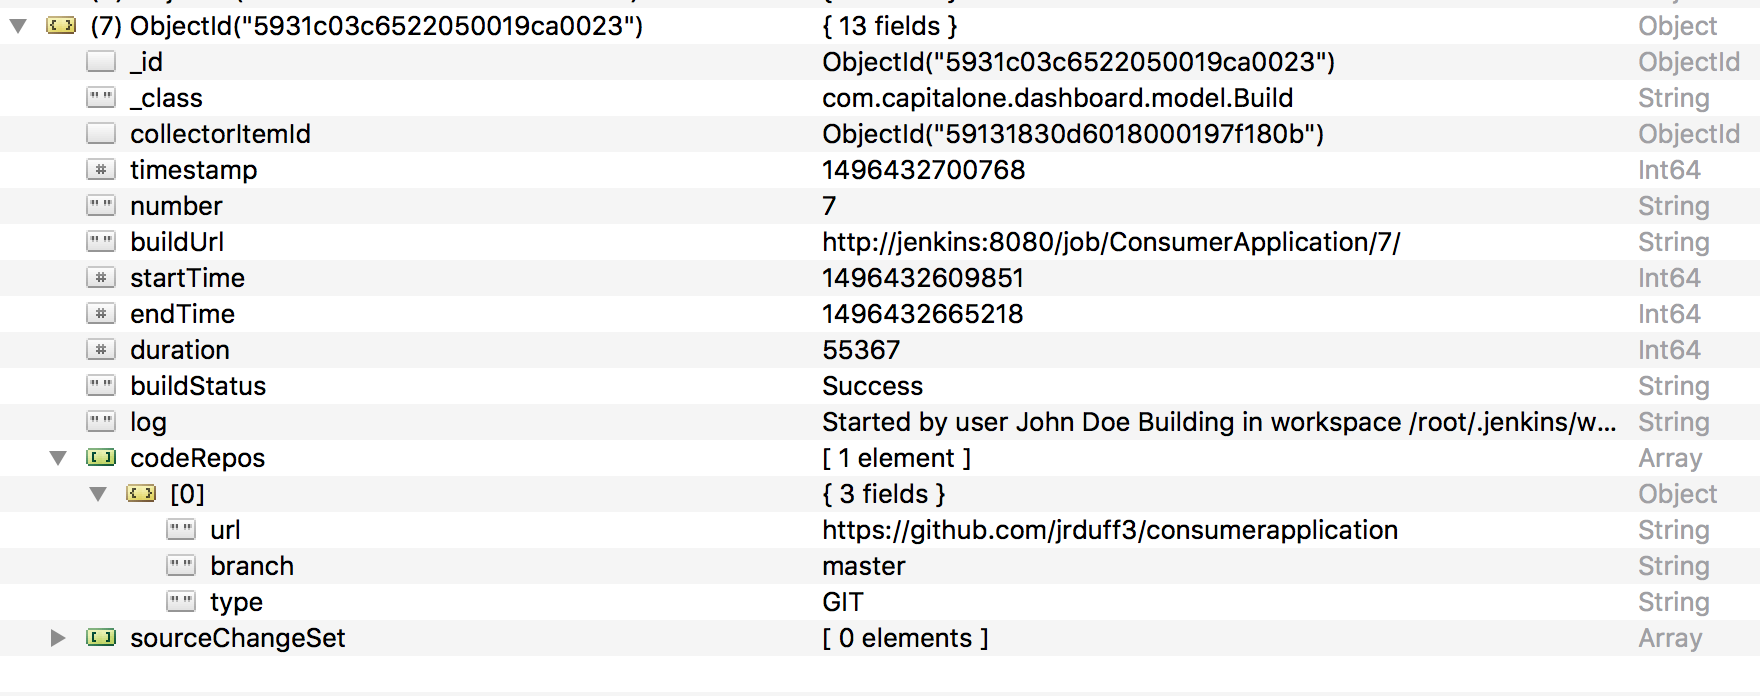 (7) ObjectId("5931c03c6522050019ca0023") { 13 fields } Object
_id ObjectId("5931c03c6522050019ca0023") ObjectId
_class com.capitalone.dashboard.model.Build String
collectorItemId ObjectId("59131830d6018000197f180b") ObjectId
timestamp 1496432700768 Int64
number 7 String
buildUrl http://jenkins:8080/job/ConsumerApplication/7/ String
startTime 1496432609851 Int64
endTime 1496432665218 Int64
duration 55367 Int64
buildStatus Success String
log Started by user John Doe Building in workspace /root/.jenkins/w... String
codeRepos [ 1 element ] Array
[0] { 3 fields } Object
url https://github.com/jrduff3/consumerapplication String
branch master String
type GIT String
sourceChangeSet [ 0 elements ] Array